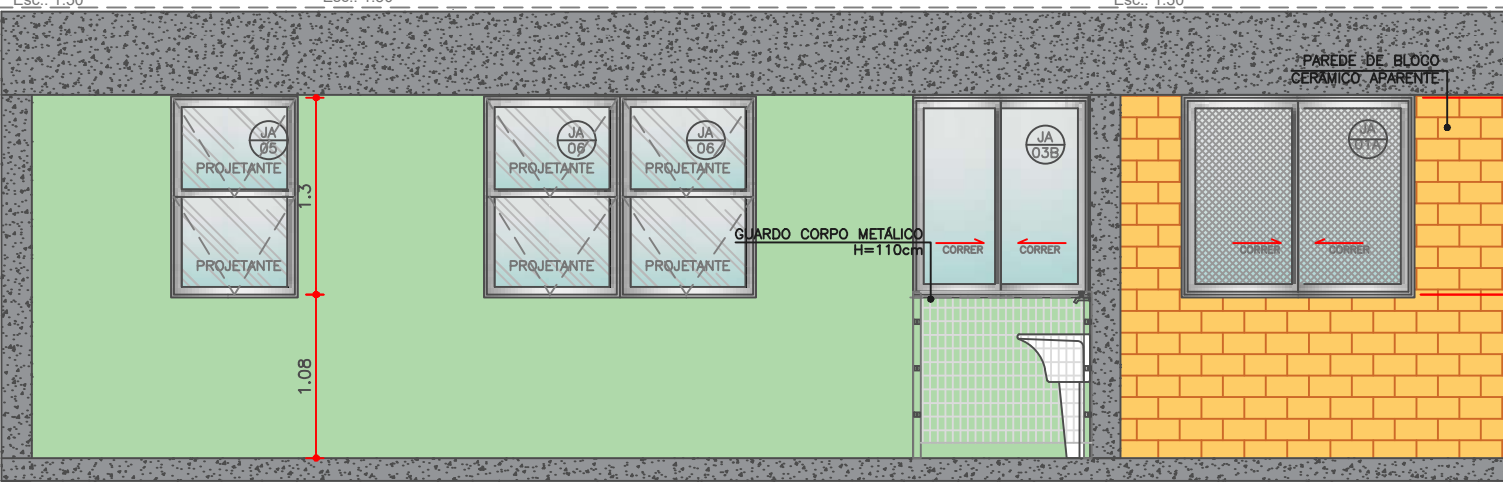 Esc.: 1:50
Esc.: 1:50
Esc.: 1:50
PAREDE DE BLOCO
CERÂMICO APARENTE
JA
05
PROJETANTE
PROJETANTE
1.3
1.08
JA
06
PROJETANTE
PROJETANTE
JA
06
PROJETANTE
PROJETANTE
GUARDO CORPO METÁLICO
H=110cm
JA
03B
CORRER
CORRER
JA
01A
CORRER
CORRER